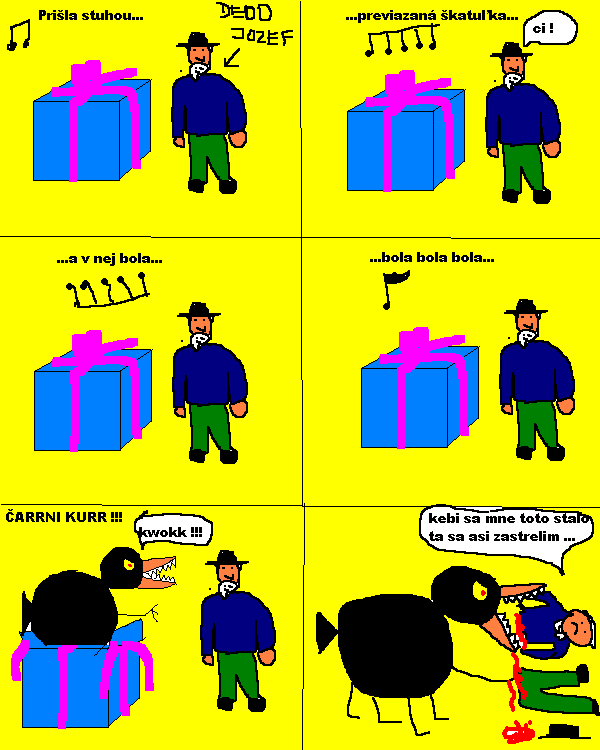 Prišla stuhou...
DEDO
JOZEF
...previazaná škatuľka...
ci !
...a v nej bola...
...bola bola bola...
ČARRNI KURR !!!
kwokk !!!
kebi sa mne toto stalo
ta sa asi zastrelim ...